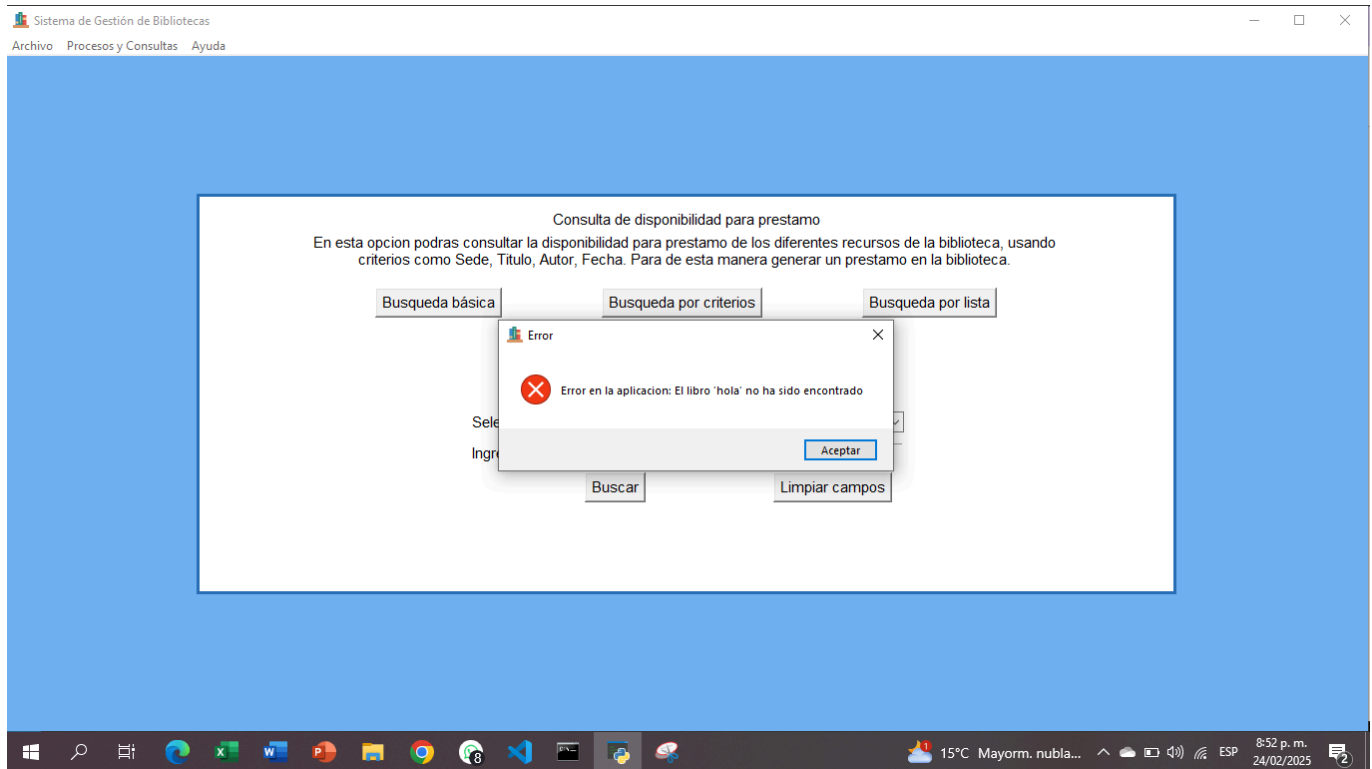 Sistema de Gestión de Bibliotecas
Archivo Procesos y Consultas Ayuda
Consulta de disponibilidad para prestamo
En esta opcion podras consultar la disponibilidad para prestamo de los diferentes recursos de la biblioteca, usando
criterios como Sede, Titulo, Autor, Fecha. Para de esta manera generar un prestamo en la biblioteca.
Busqueda básica Busqueda por criterios Busqueda por lista
Error
Error en la aplicacion: El libro 'hola' no ha sido encontrado
Sele
Ingre
Aceptar
Buscar Limpiar campos
15°C Mayorm. nubla... ESP 8:52 p. m.
24/02/2025